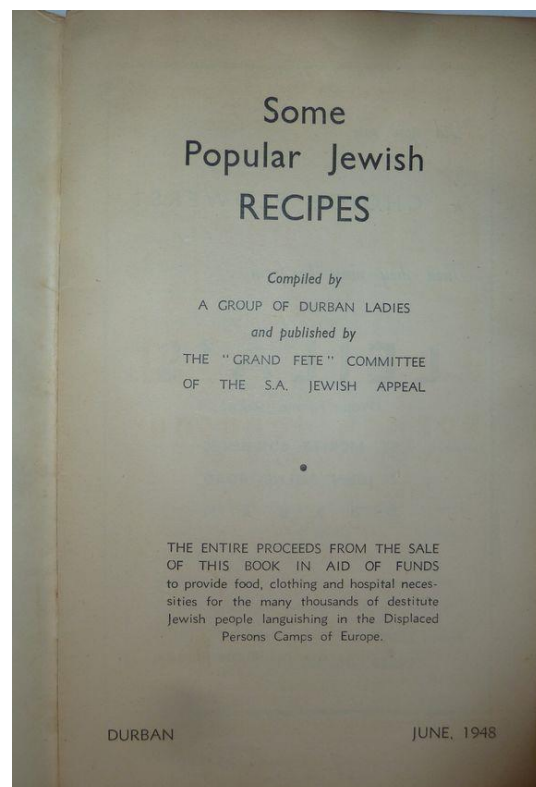 Some
Popular Jewish
RECIPES
Compiled by
A GROUP OF DURBAN LADIES
and published by
THE "GRAND FETE" COMMITTEE
OF THE S.A. JEWISH APPEAL
THE ENTIRE PROCEEDS FROM THE SALE
OF THIS BOOK IN AID OF FUNDS
to provide food, clothing and hospital neces-
sities for the many thousands of destitute
Jewish people languishing in the Displaced
Persons Camps of Europe.
DURBAN JUNE, 1948